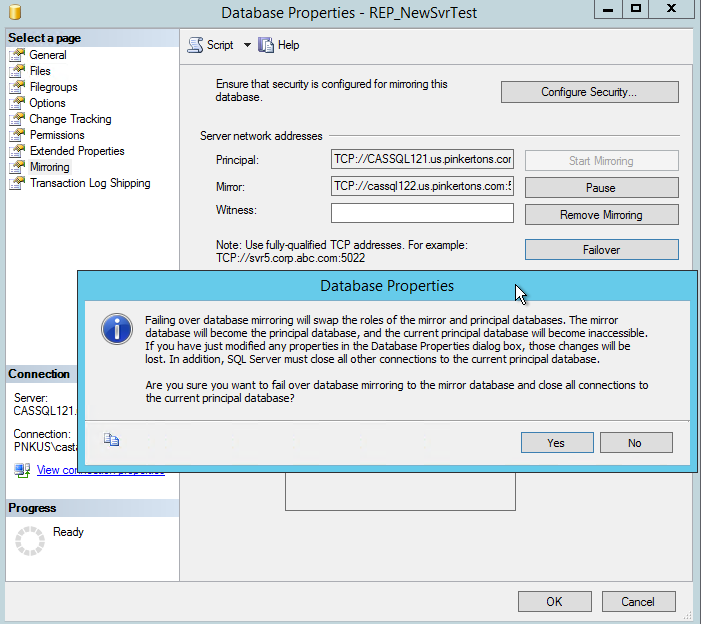 Database Properties - REP_NewSvrTest
Select a page
General
Files
Filegroups
Options
Change Tracking
Permissions
Extended Properties
Mirroring
Transaction Log Shipping
Script
Help
Ensure that security is configured for mirroring this
database.
Configure Security...
Server network addresses
Principal:
TCP://CASSQL121.us.pinkertons.cor
Start Mirroring
Mirror:
TCP://cassql122.us.pinkertons.com:5
Pause
Witness:
Remove Mirroring
Note: Use fully-qualified TCP addresses. For example:
TCP://svr5.corp.abc.com:5022
Failover
Database Properties
Failing over database mirroring will swap the roles of the mirror and principal databases. The mirror
database will become the principal database, and the current principal database will become inaccessible.
If you have just modified any properties in the Database Properties dialog box, those changes will be
lost. In addition, SQL Server must close all other connections to the current principal database.
Are you sure you want to fail over database mirroring to the mirror database and close all connections to
the current principal database?
Yes
No
Connection
Server:
CASSQL121.
Connection:
PNKUS\casta
View connection properties
Progress
Ready
OK
Cancel